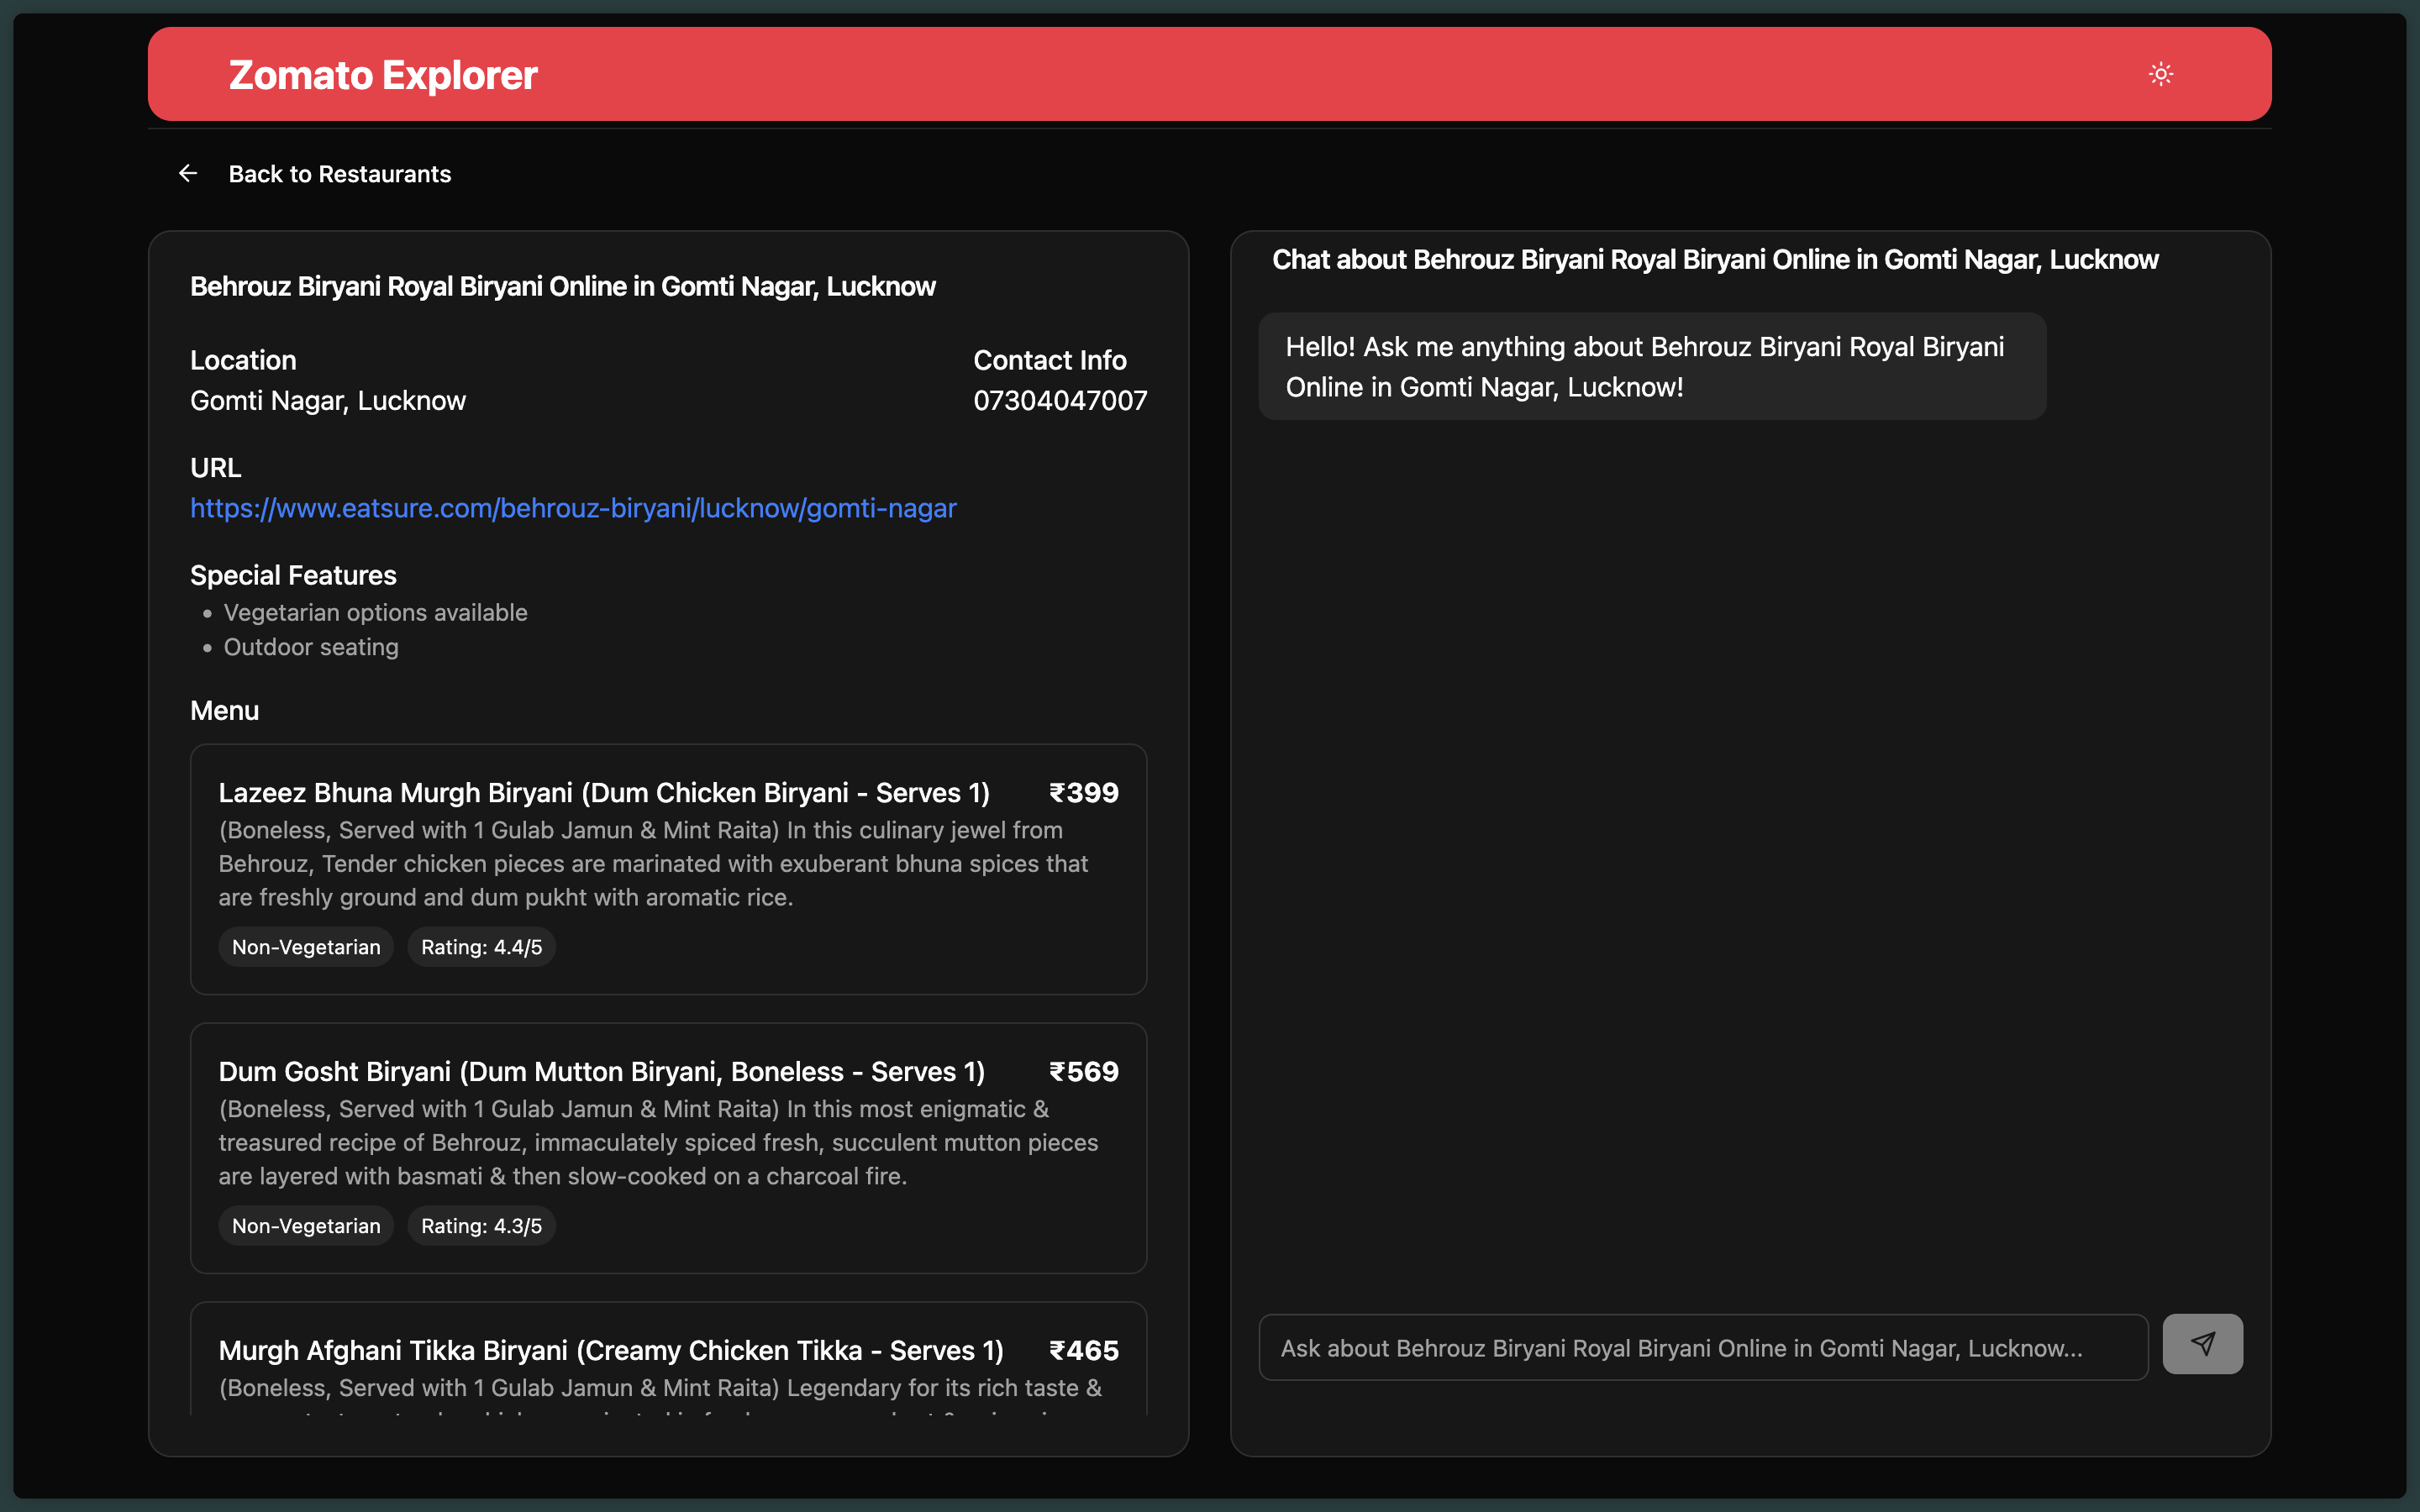 Zomato Explorer
Back to Restaurants
Behrouz Biryani Royal Biryani Online in Gomti Nagar, Lucknow
Location
Gomti Nagar, Lucknow
Contact Info
07304047007
URL
https://www.eatsure.com/behrouz-biryani/lucknow/gomti-nagar
Special Features
• Vegetarian options available
• Outdoor seating
Menu
Lazeez Bhuna Murgh Biryani (Dum Chicken Biryani - Serves 1) ₹399
(Boneless, Served with 1 Gulab Jamun & Mint Raita) In this culinary jewel from
Behrouz, Tender chicken pieces are marinated with exuberant bhuna spices that
are freshly ground and dum pukht with aromatic rice.
Non-Vegetarian Rating: 4.4/5
Dum Gosht Biryani (Dum Mutton Biryani, Boneless - Serves 1) ₹569
(Boneless, Served with 1 Gulab Jamun & Mint Raita) In this most enigmatic &
treasured recipe of Behrouz, immaculately spiced fresh, succulent mutton pieces
are layered with basmati & then slow-cooked on a charcoal fire.
Non-Vegetarian Rating: 4.3/5
Murgh Afghani Tikka Biryani (Creamy Chicken Tikka - Serves 1) ₹465
(Boneless, Served with 1 Gulab Jamun & Mint Raita) Legendary for its rich taste &
Chat about Behrouz Biryani Royal Biryani Online in Gomti Nagar, Lucknow
Hello! Ask me anything about Behrouz Biryani Royal Biryani
Online in Gomti Nagar, Lucknow!
Ask about Behrouz Biryani Royal Biryani Online in Gomti Nagar, Lucknow...